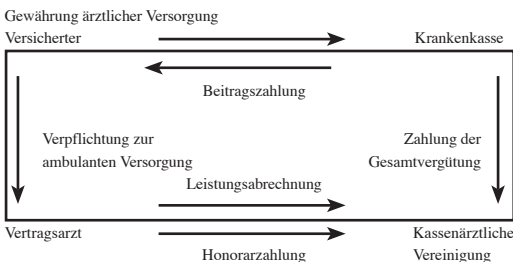 Gewährung ärztlicher Versorgung
Versicherter
Krankenkasse
Beitragszahlung
Verpflichtung zur
ambulanten Versorgung
Zahlung der
Gesamtvergütung
Leistungsabrechnung
Vertragsarzt
Honorarzahlung
Kassenärztliche
Vereinigung